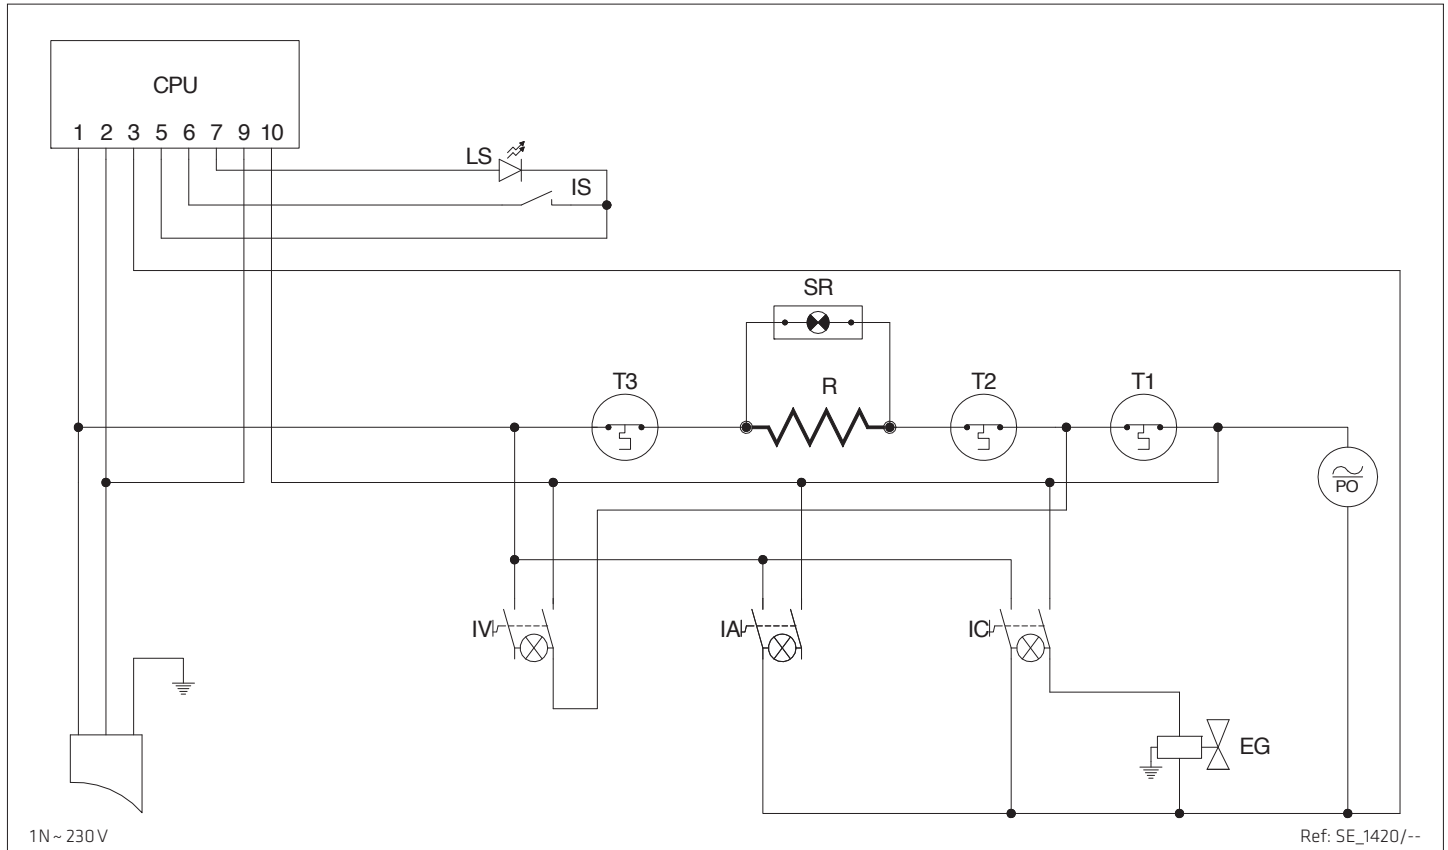 CPU
1 2 3 5 6 7 9 10
LS
IS
SR
T3
R
T2
T1
PO
IV
IA
IC
EG
1N~230V
Ref: SE_1420/--